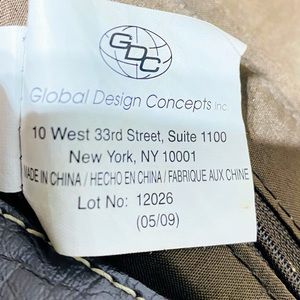 GDC
Global Design Concepts Inc
10 West 33rd Street, Suite 1100
New York, NY 10001
MADE IN CHINA / HECHO EN CHINA / FABRIQUE AUX CHINE
Lot No: 12026
(05/09)